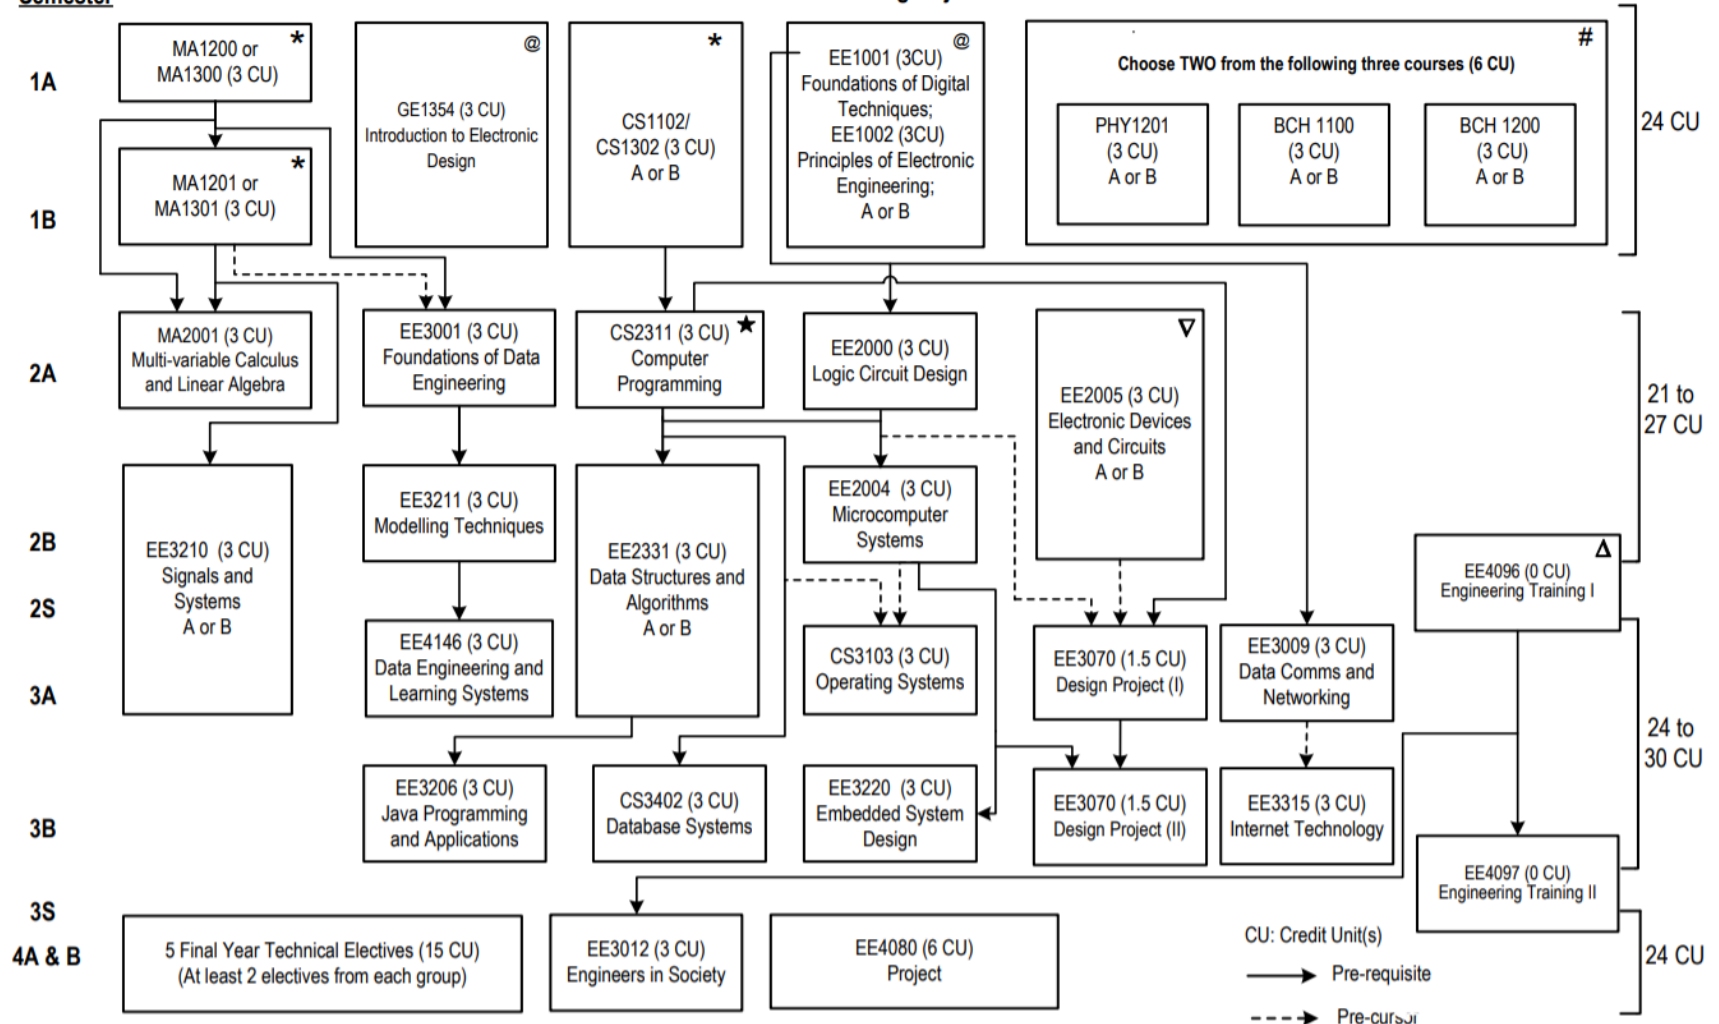 Semester
1A
MA1200 or
MA1300 (3 CU)
*
@
GE1354 (3 CU)
Introduction to Electronic
Design
*
CS1102/
CS1302 (3 CU)
A or B
@
EE1001 (3CU)
Foundations of Digital
Techniques;
EE1002 (3CU)
Principles of Electronic
Engineering;
A or B
#
Choose TWO from the following three courses (6 CU)
PHY1201
(3 CU)
A or B
BCH 1100
(3 CU)
A or B
BCH 1200
(3 CU)
A or B
24 CU
1B
MA1201 or
MA1301 (3 CU)
*
2A
MA2001 (3 CU)
Multi-variable Calculus
and Linear Algebra
EE3001 (3 CU)
Foundations of Data
Engineering
CS2311 (3 CU)
Computer
Programming
★
EE2000 (3 CU)
Logic Circuit Design
∇
EE2005 (3 CU)
Electronic Devices
and Circuits
A or B
21 to
27 CU
2B
2S
3A
EE3210 (3 CU)
Signals and
Systems
A or B
EE3211 (3 CU)
Modelling Techniques
EE2331 (3 CU)
Data Structures and
Algorithms
A or B
EE2004 (3 CU)
Microcomputer
Systems
Δ
EE4096 (0 CU)
Engineering Training I
EE4146 (3 CU)
Data Engineering and
Learning Systems
CS3103 (3 CU)
Operating Systems
EE3070 (1.5 CU)
Design Project (I)
EE3009 (3 CU)
Data Comms and
Networking
24 to
30 CU
3B
EE3206 (3 CU)
Java Programming
and Applications
CS3402 (3 CU)
Database Systems
EE3220 (3 CU)
Embedded System
Design
EE3070 (1.5 CU)
Design Project (II)
EE3315 (3 CU)
Internet Technology
EE4097 (0 CU)
Engineering Training II
3S
4A & B
5 Final Year Technical Electives (15 CU)
(At least 2 electives from each group)
EE3012 (3 CU)
Engineers in Society
EE4080 (6 CU)
Project
24 CU
CU: Credit Unit(s)
Pre-requisite
Pre-cursor